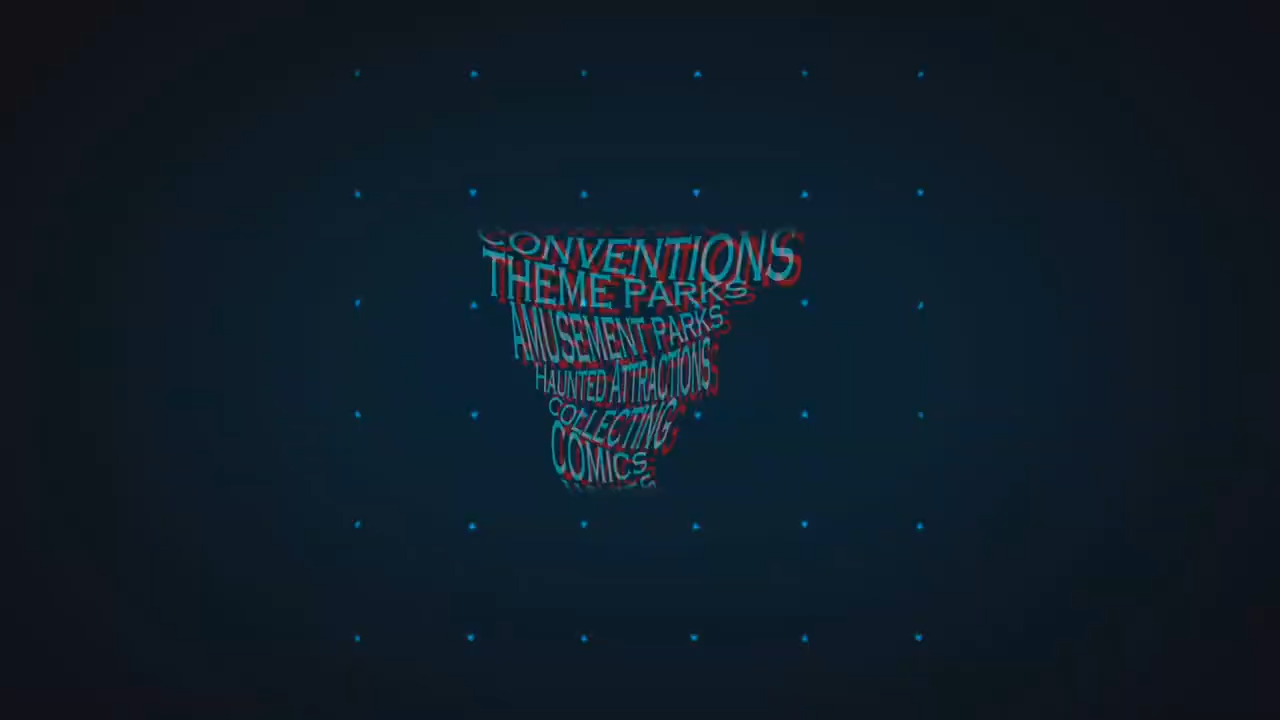 CONVENTIONS
THEME PARKS
AMUSEMENT PARKS
HAUNTED ATTRACTIONS
COLLECTING
COMICS